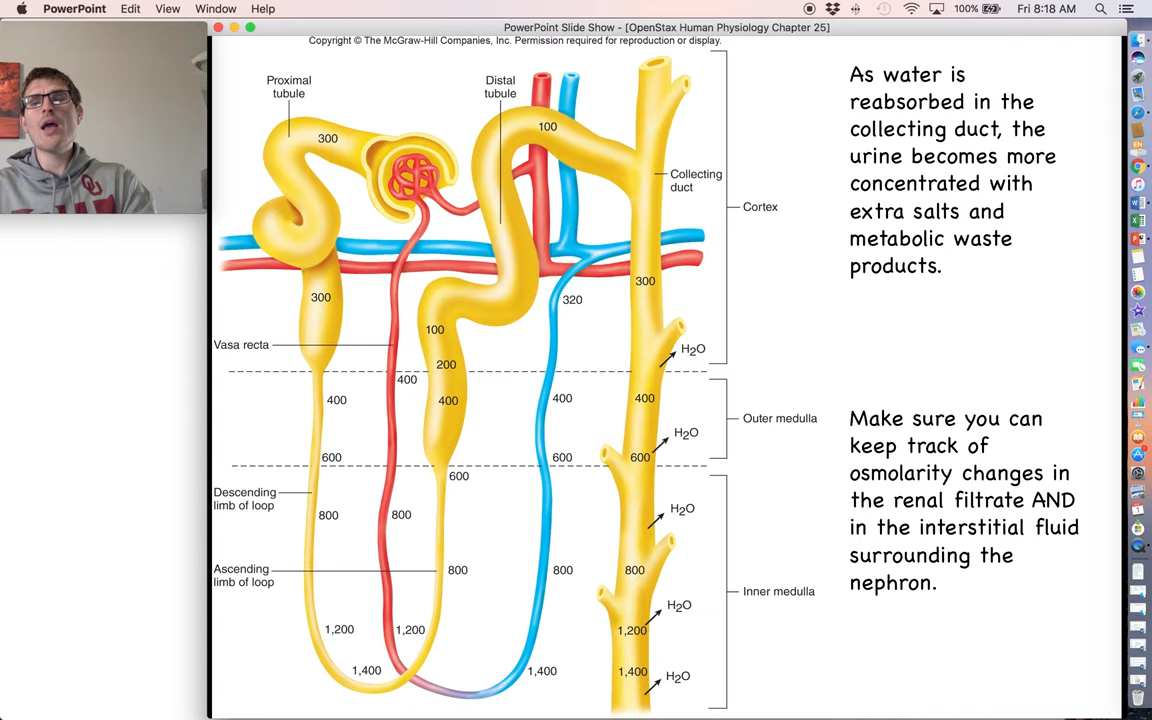 PowerPoint Edit View Window Help 100% Fri 8:18 AM
PowerPoint Slide Show - [OpenStax Human Physiology Chapter 25]
Copyright © The McGraw-Hill Companies, Inc. Permission required for reproduction or display.
Proximal
tubule
Distal
tubule
300
100
Collecting
duct
Cortex
OU
300
300
320
100
Vasa recta
H2O
200
400
400
400
400
400
Outer medulla
H2O
600
600
600
600
Descending
limb of loop
800
800
H2O
Ascending
limb of loop
800
800
800
Inner medulla
H2O
1,200
1,200
1,200
1,400
1,400
1,400
H2O
As water is
reabsorbed in the
collecting duct, the
urine becomes more
concentrated with
extra salts and
metabolic waste
products.
Make sure you can
keep track of
osmolarity changes in
the renal filtrate AND
in the interstitial fluid
surrounding the
nephron.